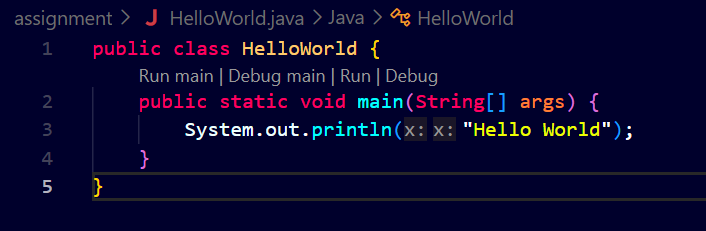 assignment > J HelloWorld.java > Java > HelloWorld
1 public class HelloWorld {
Run main | Debug main | Run | Debug
2 public static void main(String[] args) {
3 System.out.println(x: x: "Hello World");
4 }
5 }